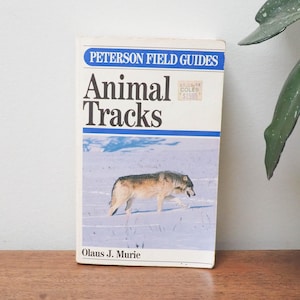 PETERSON FIELD GUIDES
Animal
Tracks
Olaus J. Murie